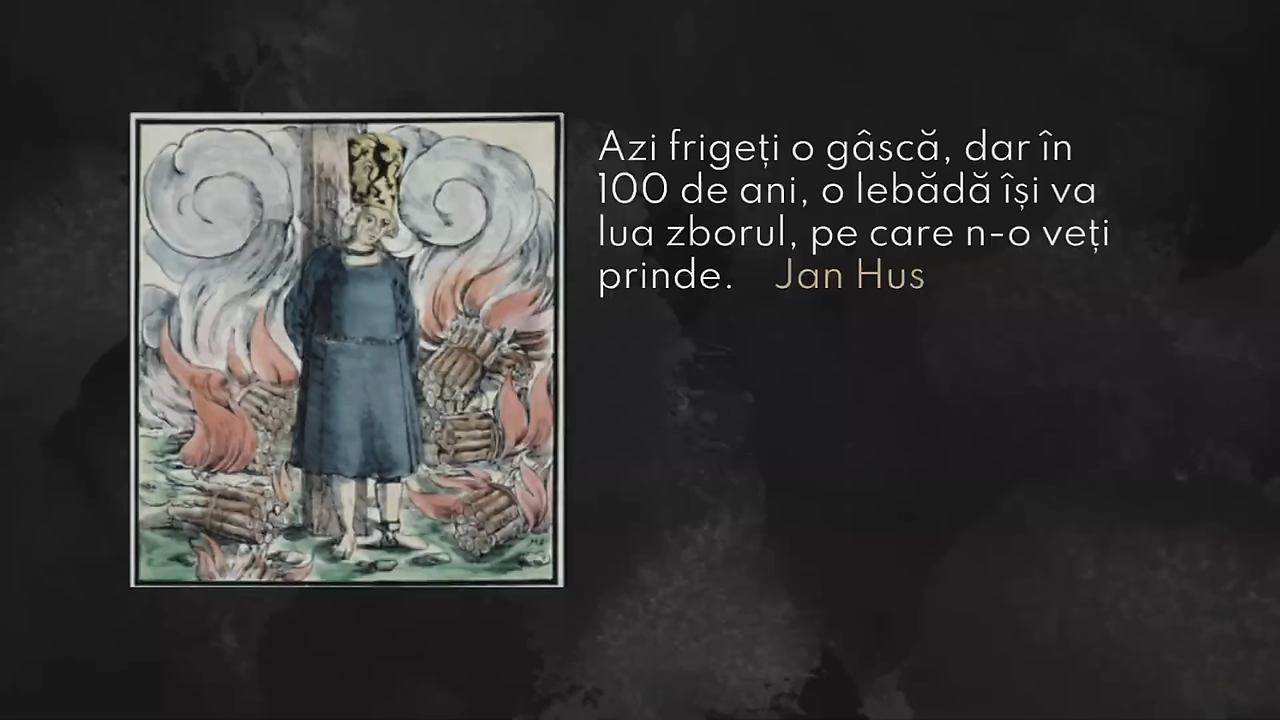 Azi frigeți o gâscă, dar în
100 de ani, o lebădă își va
lua zborul, pe care n-o veți
prinde. Jan Hus